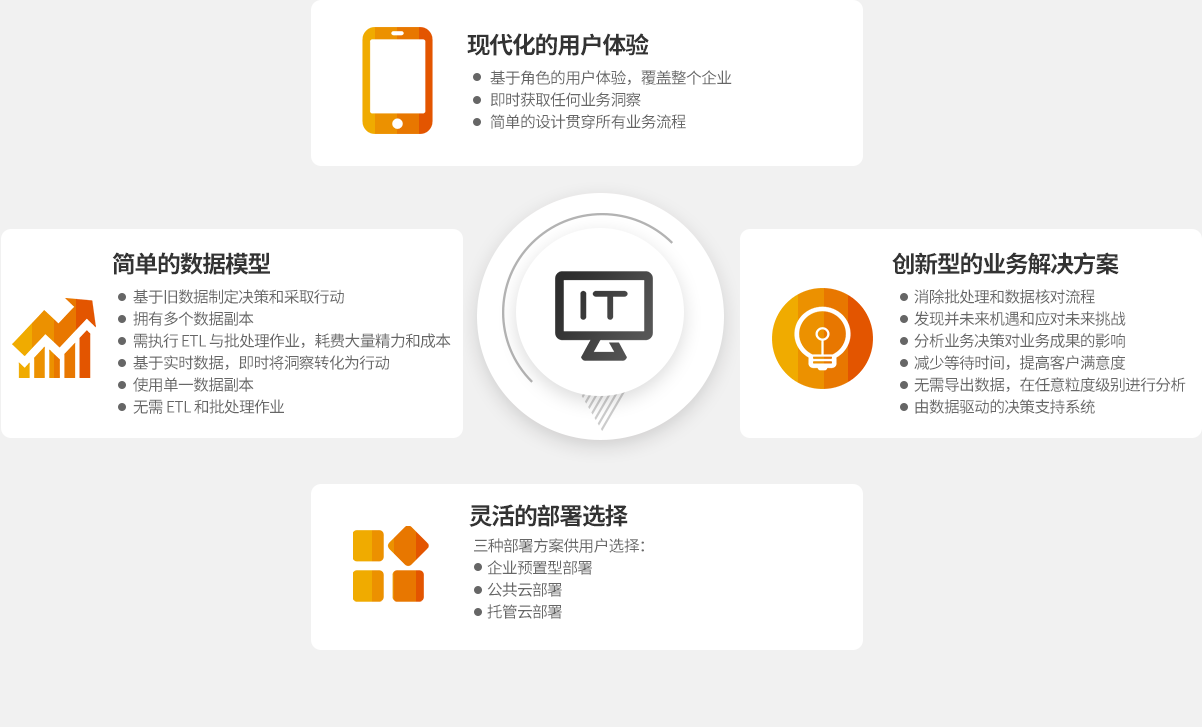 现代化的用户体验
基于角色的用户体验，覆盖整个企业
即时获取任何业务洞察
简单的设计贯穿所有业务流程
简单的数据模型
基于旧数据制定决策和采取行动
拥有多个数据副本
需执行 ETL 与批处理作业，耗费大量精力和成本
基于实时数据，即时将洞察转化为行动
使用单一数据副本
无需 ETL 和批处理作业
IT
创新型的业务解决方案
消除批处理和数据核对流程
发现并未来机遇和应对未来挑战
分析业务决策对业务成果的影响
减少等待时间，提高客户满意度
无需导出数据，在任意粒度级别进行分析
由数据驱动的决策支持系统
灵活的部署选择
三种部署方案供用户选择：
企业预置型部署
公共云部署
托管云部署